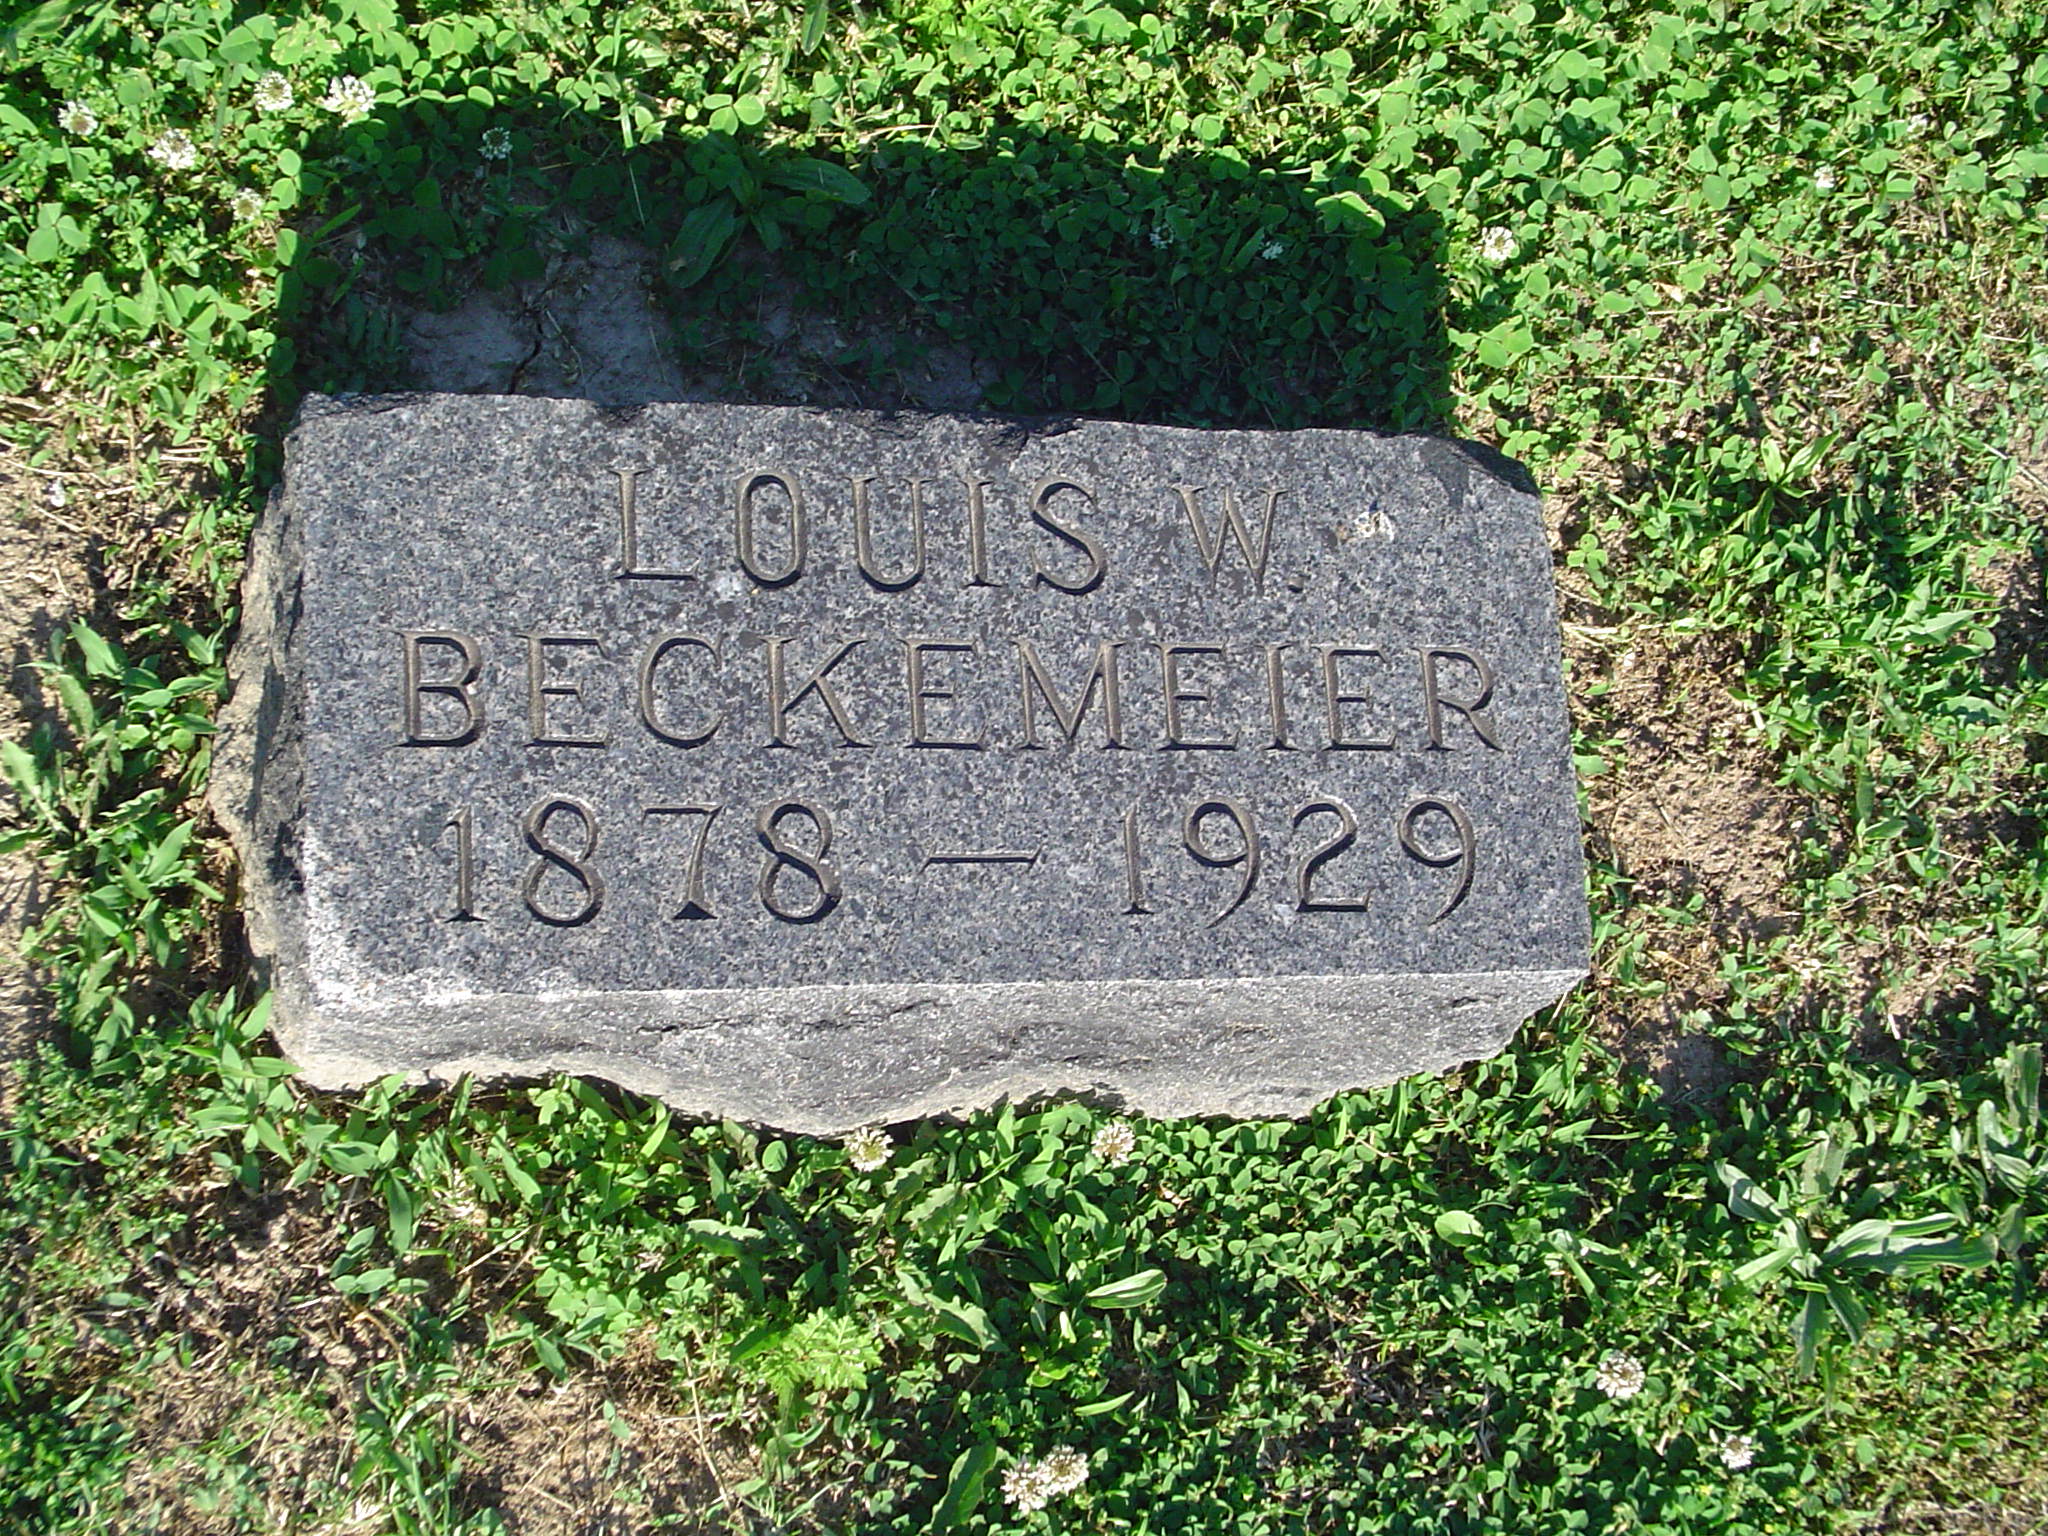 LOUIS W.
BECKEMEIER
1878 — 1929